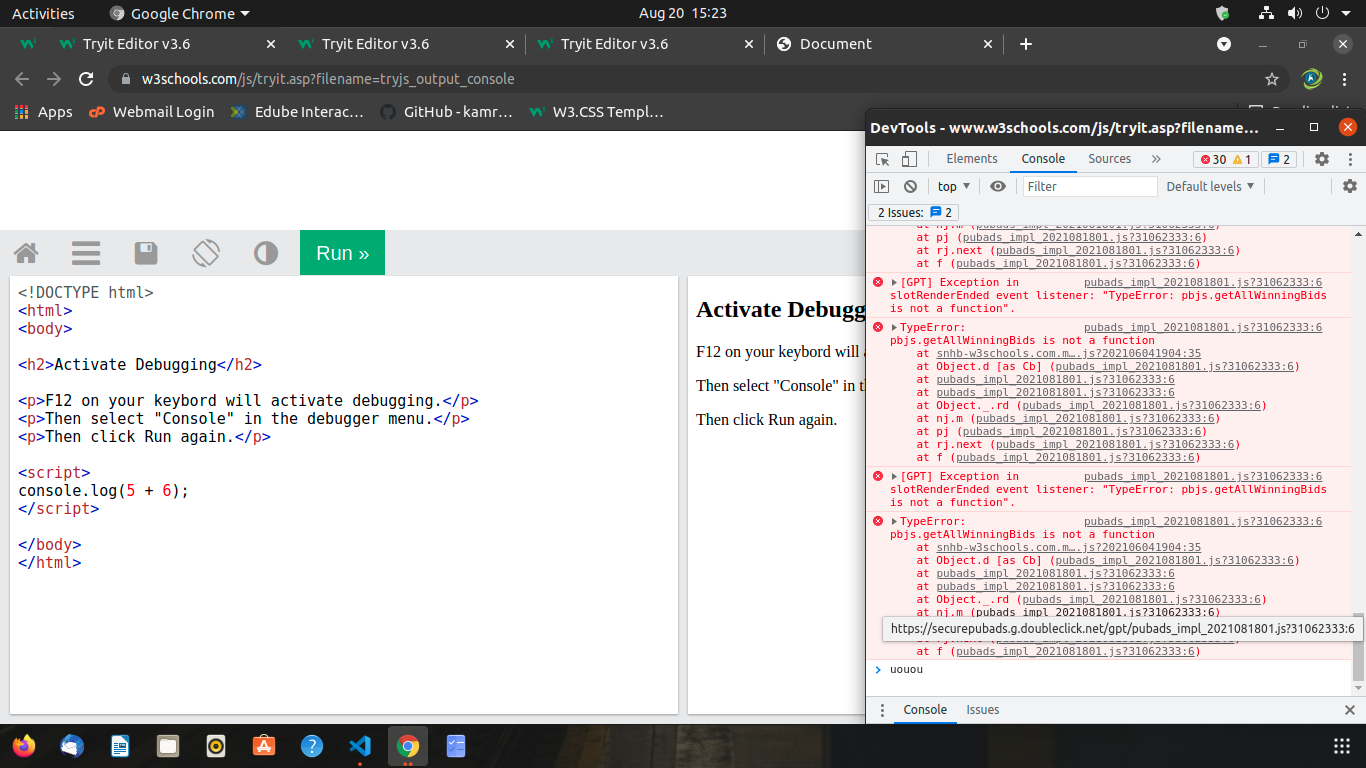 Activities
Google Chrome
Aug 20 15:23
Tryit Editor v3.6
Tryit Editor v3.6
Tryit Editor v3.6
Document
w3schools.com/js/tryit.asp?filename=tryjs_output_console
Apps
Webmail Login
Edube Interac…
GitHub - kamr…
W3.CSS Templ…
Run »
<!DOCTYPE html>
<html>
<body>
<h2>Activate Debugging</h2>
<p>F12 on your keybord will activate debugging.</p>
<p>Then select "Console" in the debugger menu.</p>
<p>Then click Run again.</p>
<script>
console.log(5 + 6);
</script>
</body>
</html>
Activate Debugg
F12 on your keybord will a
Then select "Console" in th
Then click Run again.
DevTools - www.w3schools.com/js/tryit.asp?filename…
Elements
Console
Sources
»
30
1
2
top
Filter
Default levels
2 Issues:
2
at nj.m (pubads_impl_2021081801.js?31062333:6)
at pj (pubads_impl_2021081801.js?31062333:6)
at rj.next (pubads_impl_2021081801.js?31062333:6)
at f (pubads_impl_2021081801.js?31062333:6)
[GPT] Exception in pubads_impl_2021081801.js?31062333:6
slotRenderEnded event listener: "TypeError: pbjs.getAllWinningBids
is not a function".
TypeError: pubads_impl_2021081801.js?31062333:6
pbjs.getAllWinningBids is not a function
at snhb-w3schools.com.m….js?202106041904:35
at Object.d [as Cb] (pubads_impl_2021081801.js?31062333:6)
at pubads_impl_2021081801.js?31062333:6
at pubads_impl_2021081801.js?31062333:6
at Object._.rd (pubads_impl_2021081801.js?31062333:6)
at nj.m (pubads_impl_2021081801.js?31062333:6)
at pj (pubads_impl_2021081801.js?31062333:6)
at rj.next (pubads_impl_2021081801.js?31062333:6)
at f (pubads_impl_2021081801.js?31062333:6)
[GPT] Exception in pubads_impl_2021081801.js?31062333:6
slotRenderEnded event listener: "TypeError: pbjs.getAllWinningBids
is not a function".
TypeError: pubads_impl_2021081801.js?31062333:6
pbjs.getAllWinningBids is not a function
at snhb-w3schools.com.m….js?202106041904:35
at Object.d [as Cb] (pubads_impl_2021081801.js?31062333:6)
at pubads_impl_2021081801.js?31062333:6
at pubads_impl_2021081801.js?31062333:6
at Object._.rd (pubads_impl_2021081801.js?31062333:6)
at nj.m (pubads_impl_2021081801.js?31062333:6)
https://securepubads.g.doubleclick.net/gpt/pubads_impl_2021081801.js?31062333:6
at f (pubads_impl_2021081801.js?31062333:6)
uouou
Console
Issues